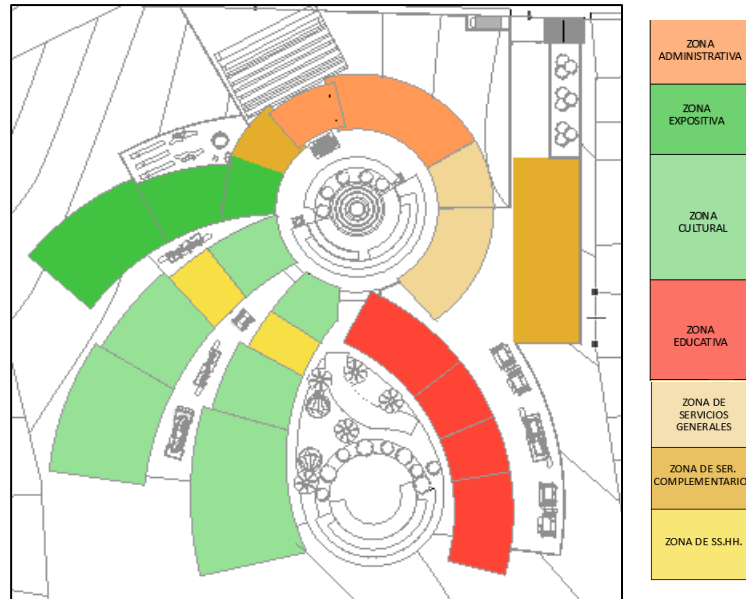 ZONA
ADMINISTRATIVA
ZONA
EXPOSITIVA
ZONA
CULTURAL
ZONA
EDUCATIVA
ZONA DE
SERVICIOS
GENERALES
ZONA DE SER.
COMPLEMENTARIO
ZONA DE SS.HH.